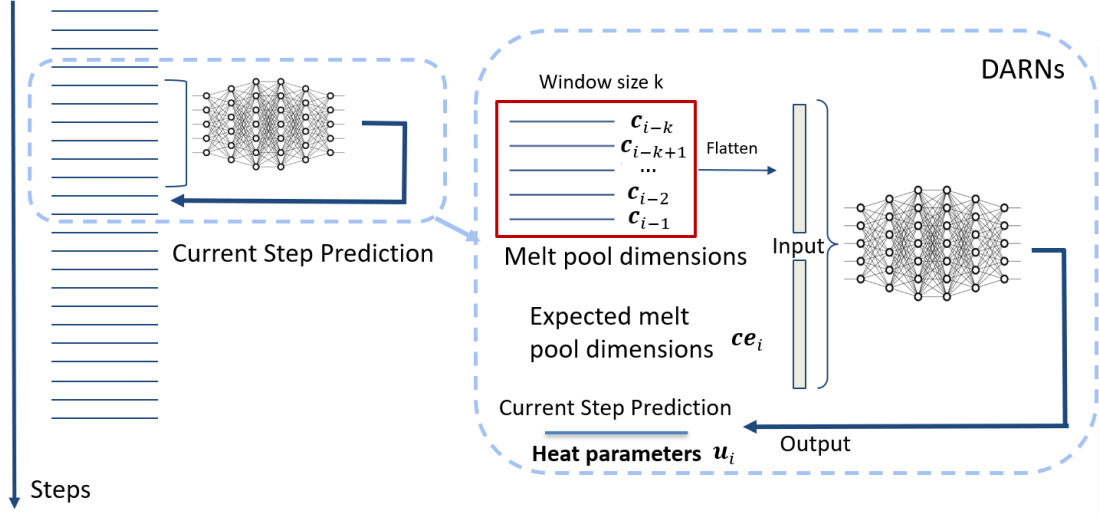 DARNs
Window size k
c_{i-k}
c_{i-k+1}
...
c_{i-2}
c_{i-1}
Flatten
Current Step Prediction
Melt pool dimensions
Input
Expected melt
pool dimensions ce_i
Current Step Prediction
Output
Heat parameters u_i
Steps